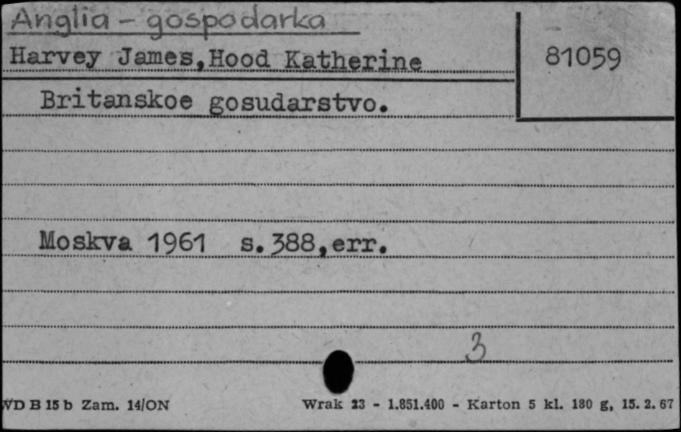 Anglia - gospodarka
Harvey James, Hood Katherine
81059
Britanskoe gosudarstvo.
Moskva 1961 s.388,err.
3
WD B 15 b Zam. 14/ON
Wrak 23 - 1.851.400 - Karton 5 kl. 180 g, 15. 2. 67